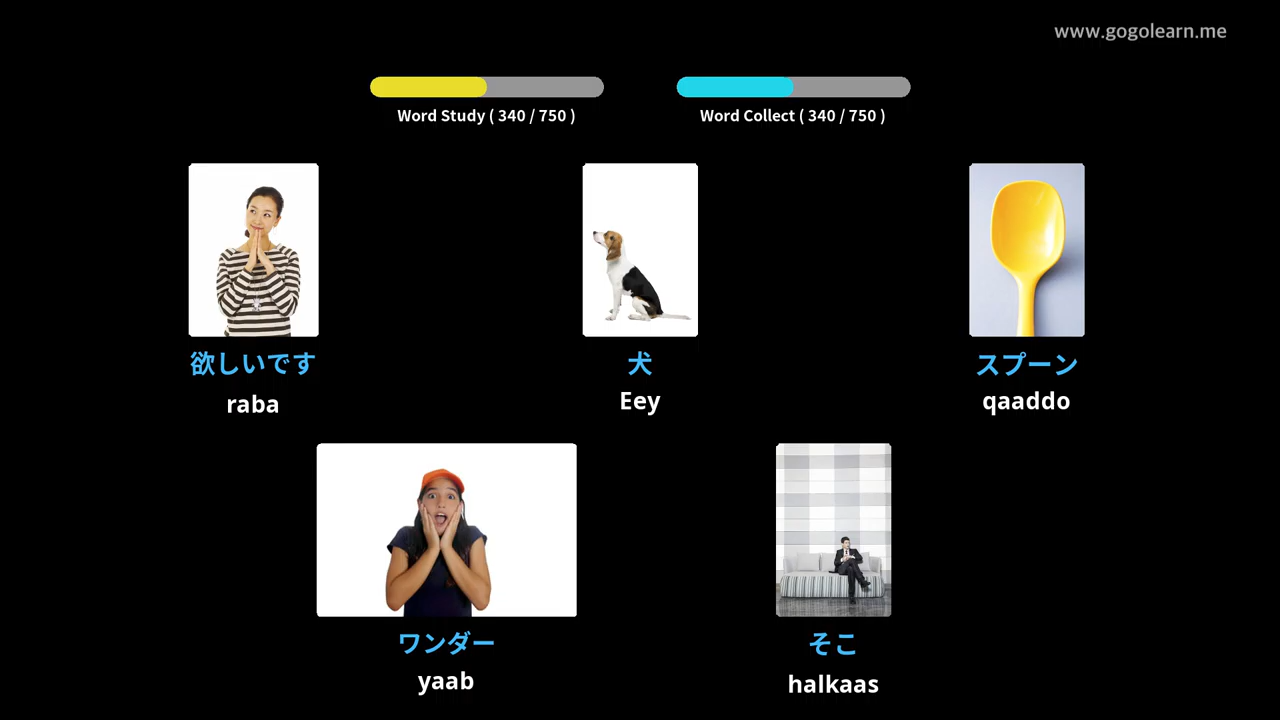 www.gogolearn.me
Word Study ( 340 / 750 )
Word Collect ( 340 / 750 )
欲しいです
raba
犬
Eey
スプーン
qaaddo
ワンダー
yaab
そこ
halkaas